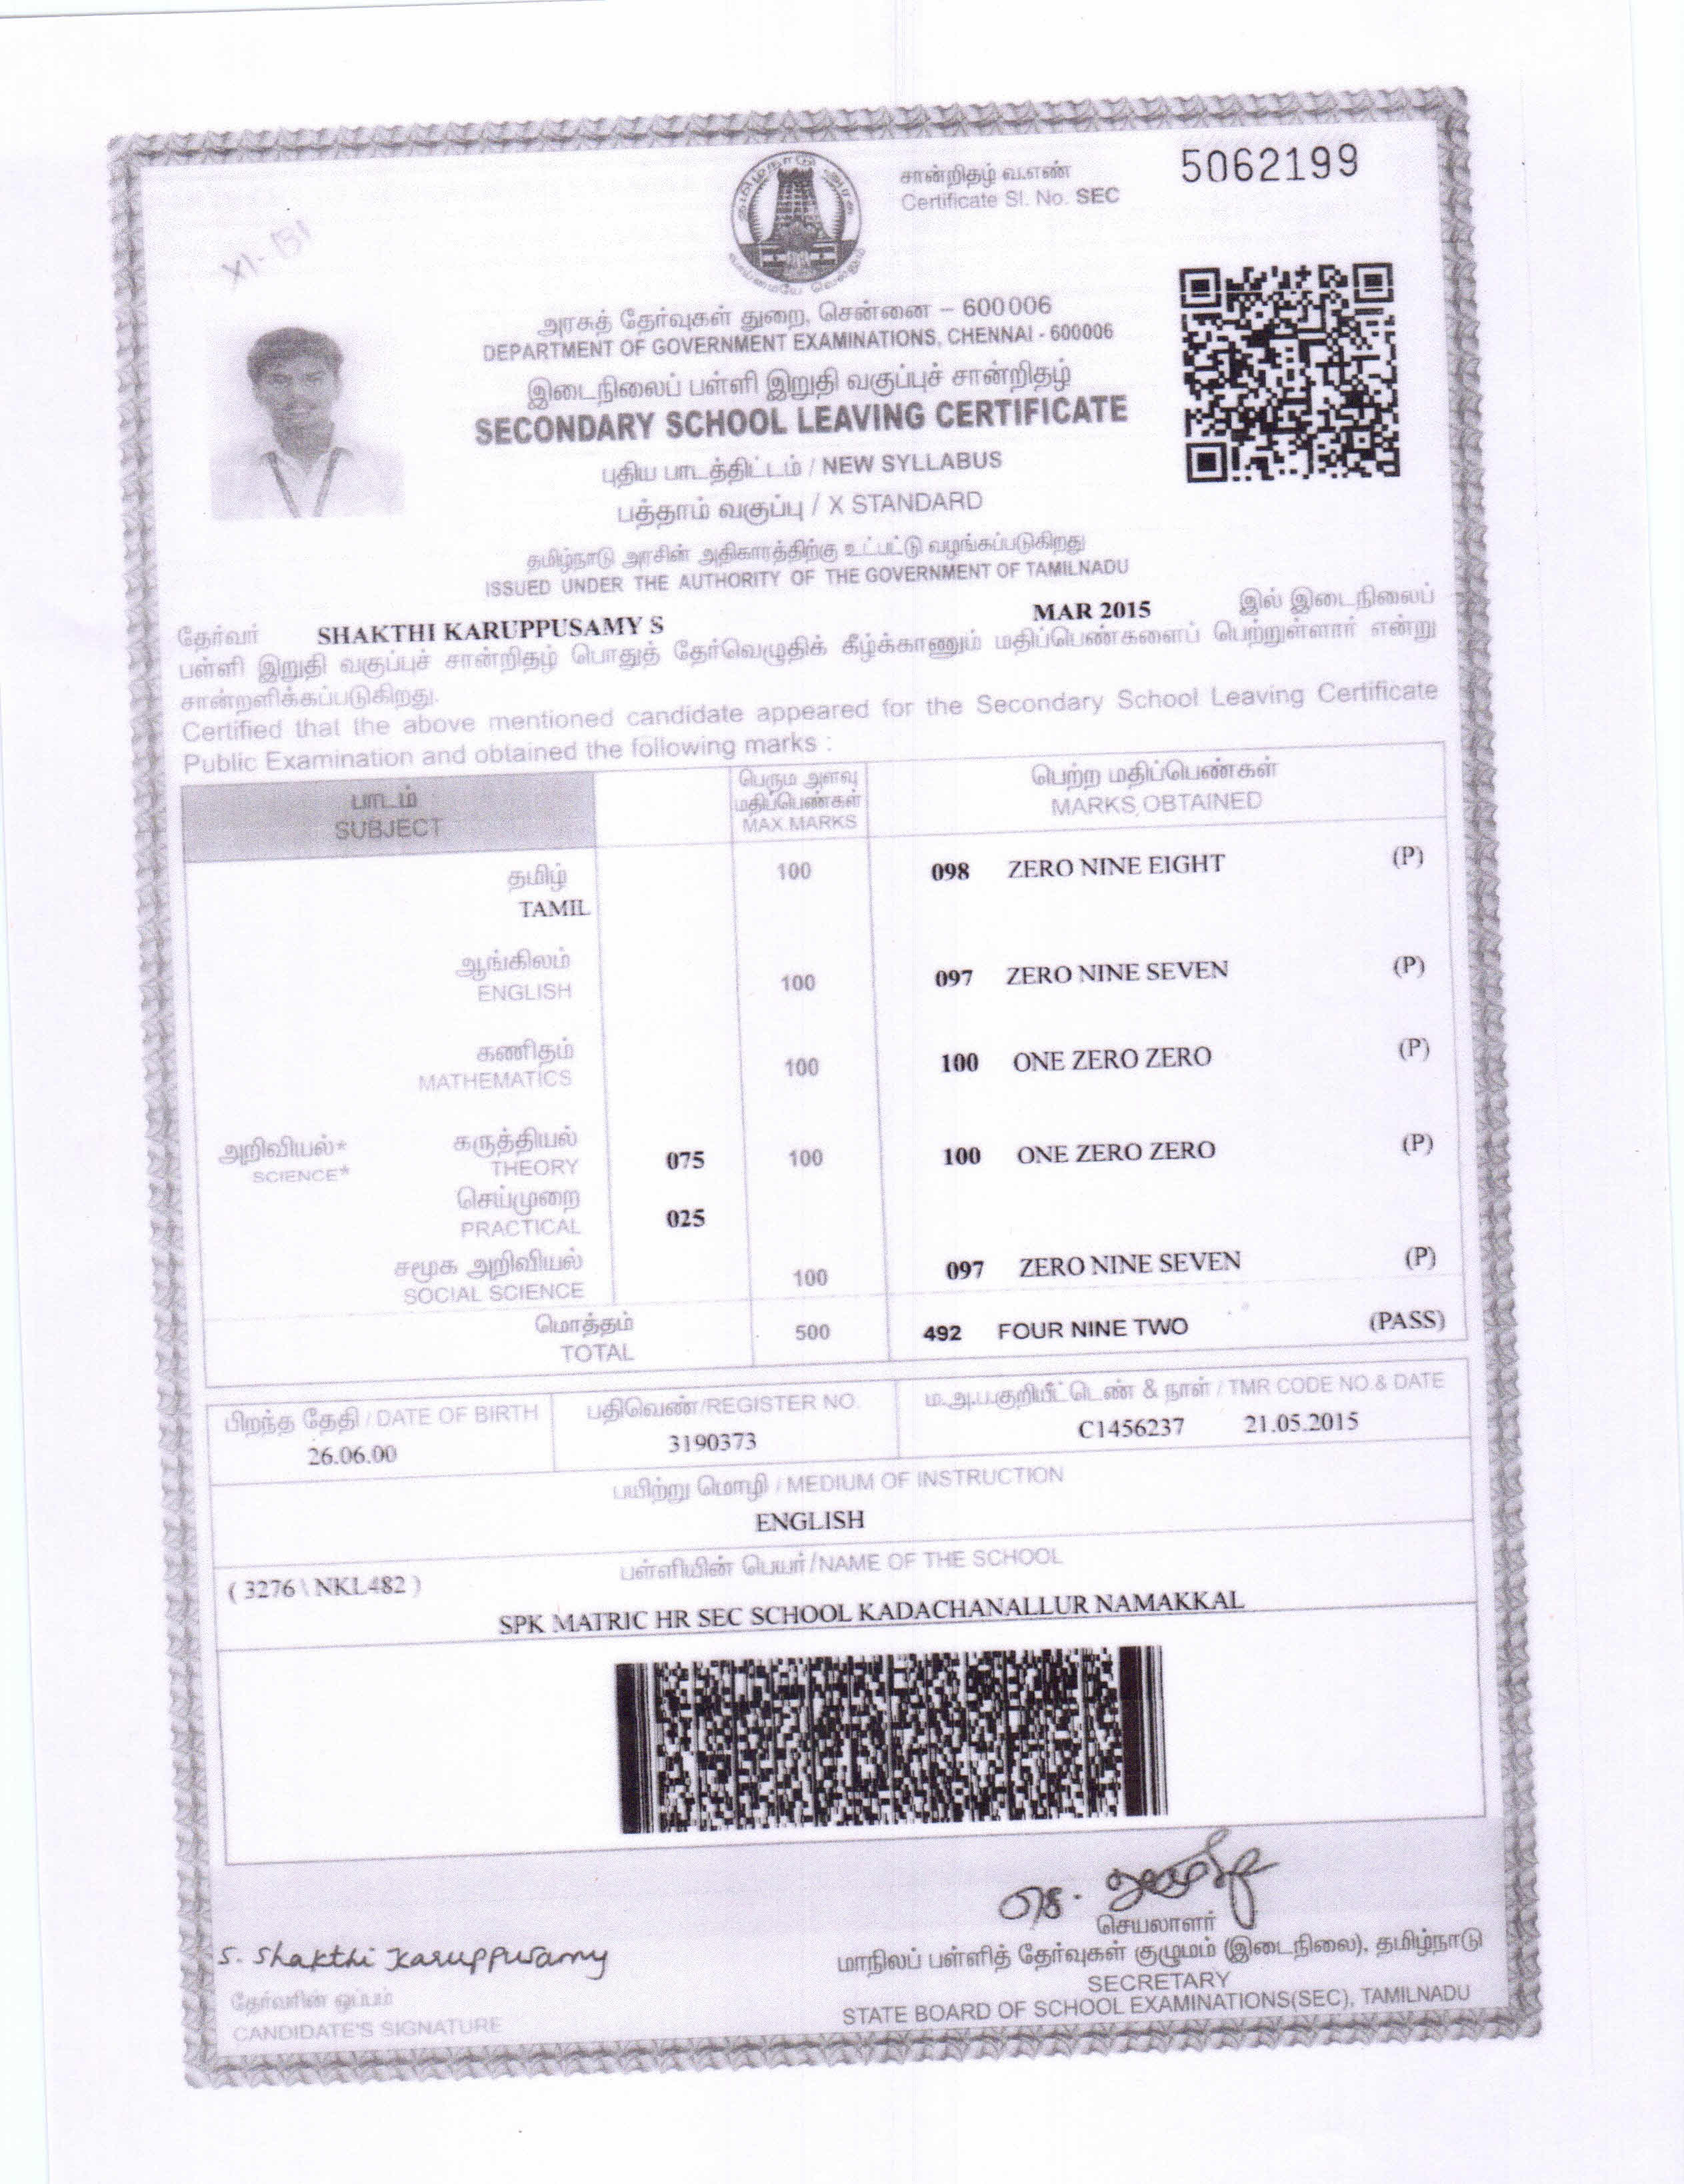 சான்றிதழ் வ.எண்
Certificate Sl. No. SEC
5062199
XI-B1
அரசுத் தேர்வுகள் துறை, சென்னை – 600006
DEPARTMENT OF GOVERNMENT EXAMINATIONS, CHENNAI - 600006
இடைநிலைப் பள்ளி இறுதி வகுப்புச் சான்றிதழ்
SECONDARY SCHOOL LEAVING CERTIFICATE
புதிய பாடத்திட்டம் / NEW SYLLABUS
பத்தாம் வகுப்பு / X STANDARD
தமிழ்நாடு அரசின் அதிகாரத்திற்கு உட்பட்டு வழங்கப்படுகிறது
ISSUED UNDER THE AUTHORITY OF THE GOVERNMENT OF TAMILNADU
தேர்வர் SHAKTHI KARUPPUSAMY S MAR 2015 இல் இடைநிலைப்
பள்ளி இறுதி வகுப்புச் சான்றிதழ் பொதுத் தேர்வெழுதிக் கீழ்க்காணும் மதிப்பெண்களைப் பெற்றுள்ளார் என்று
சான்றளிக்கப்படுகிறது.
Certified that the above mentioned candidate appeared for the Secondary School Leaving Certificate
Public Examination and obtained the following marks :
பாடம்
SUBJECT
பெரும அளவு
மதிப்பெண்கள்
MAX.MARKS
பெற்ற மதிப்பெண்கள்
MARKS OBTAINED
தமிழ் 100 098 ZERO NINE EIGHT (P)
TAMIL
ஆங்கிலம்
ENGLISH 100 097 ZERO NINE SEVEN (P)
கணிதம்
MATHEMATICS 100 100 ONE ZERO ZERO (P)
அறிவியல்* கருத்தியல்
SCIENCE* THEORY 075 100 100 ONE ZERO ZERO (P)
செய்முறை
PRACTICAL 025
சமூக அறிவியல்
SOCIAL SCIENCE 100 097 ZERO NINE SEVEN (P)
மொத்தம்
TOTAL 500 492 FOUR NINE TWO (PASS)
பிறந்த தேதி / DATE OF BIRTH
26.06.00
பதிவெண்/REGISTER NO.
3190373
ம.அ.ப.குறியீட்டெண் & நாள் / TMR CODE NO.& DATE
C1456237 21.05.2015
பயிற்று மொழி / MEDIUM OF INSTRUCTION
ENGLISH
பள்ளியின் பெயர்/NAME OF THE SCHOOL
( 3276 \ NKL482 )
SPK MATRIC HR SEC SCHOOL KADACHANALLUR NAMAKKAL
S. Shakthi Karuppusamy
தேர்வரின் ஒப்பம்
CANDIDATE'S SIGNATURE
செயலாளர்
மாநிலப் பள்ளித் தேர்வுகள் குழுமம் (இடைநிலை), தமிழ்நாடு
SECRETARY
STATE BOARD OF SCHOOL EXAMINATIONS(SEC), TAMILNADU